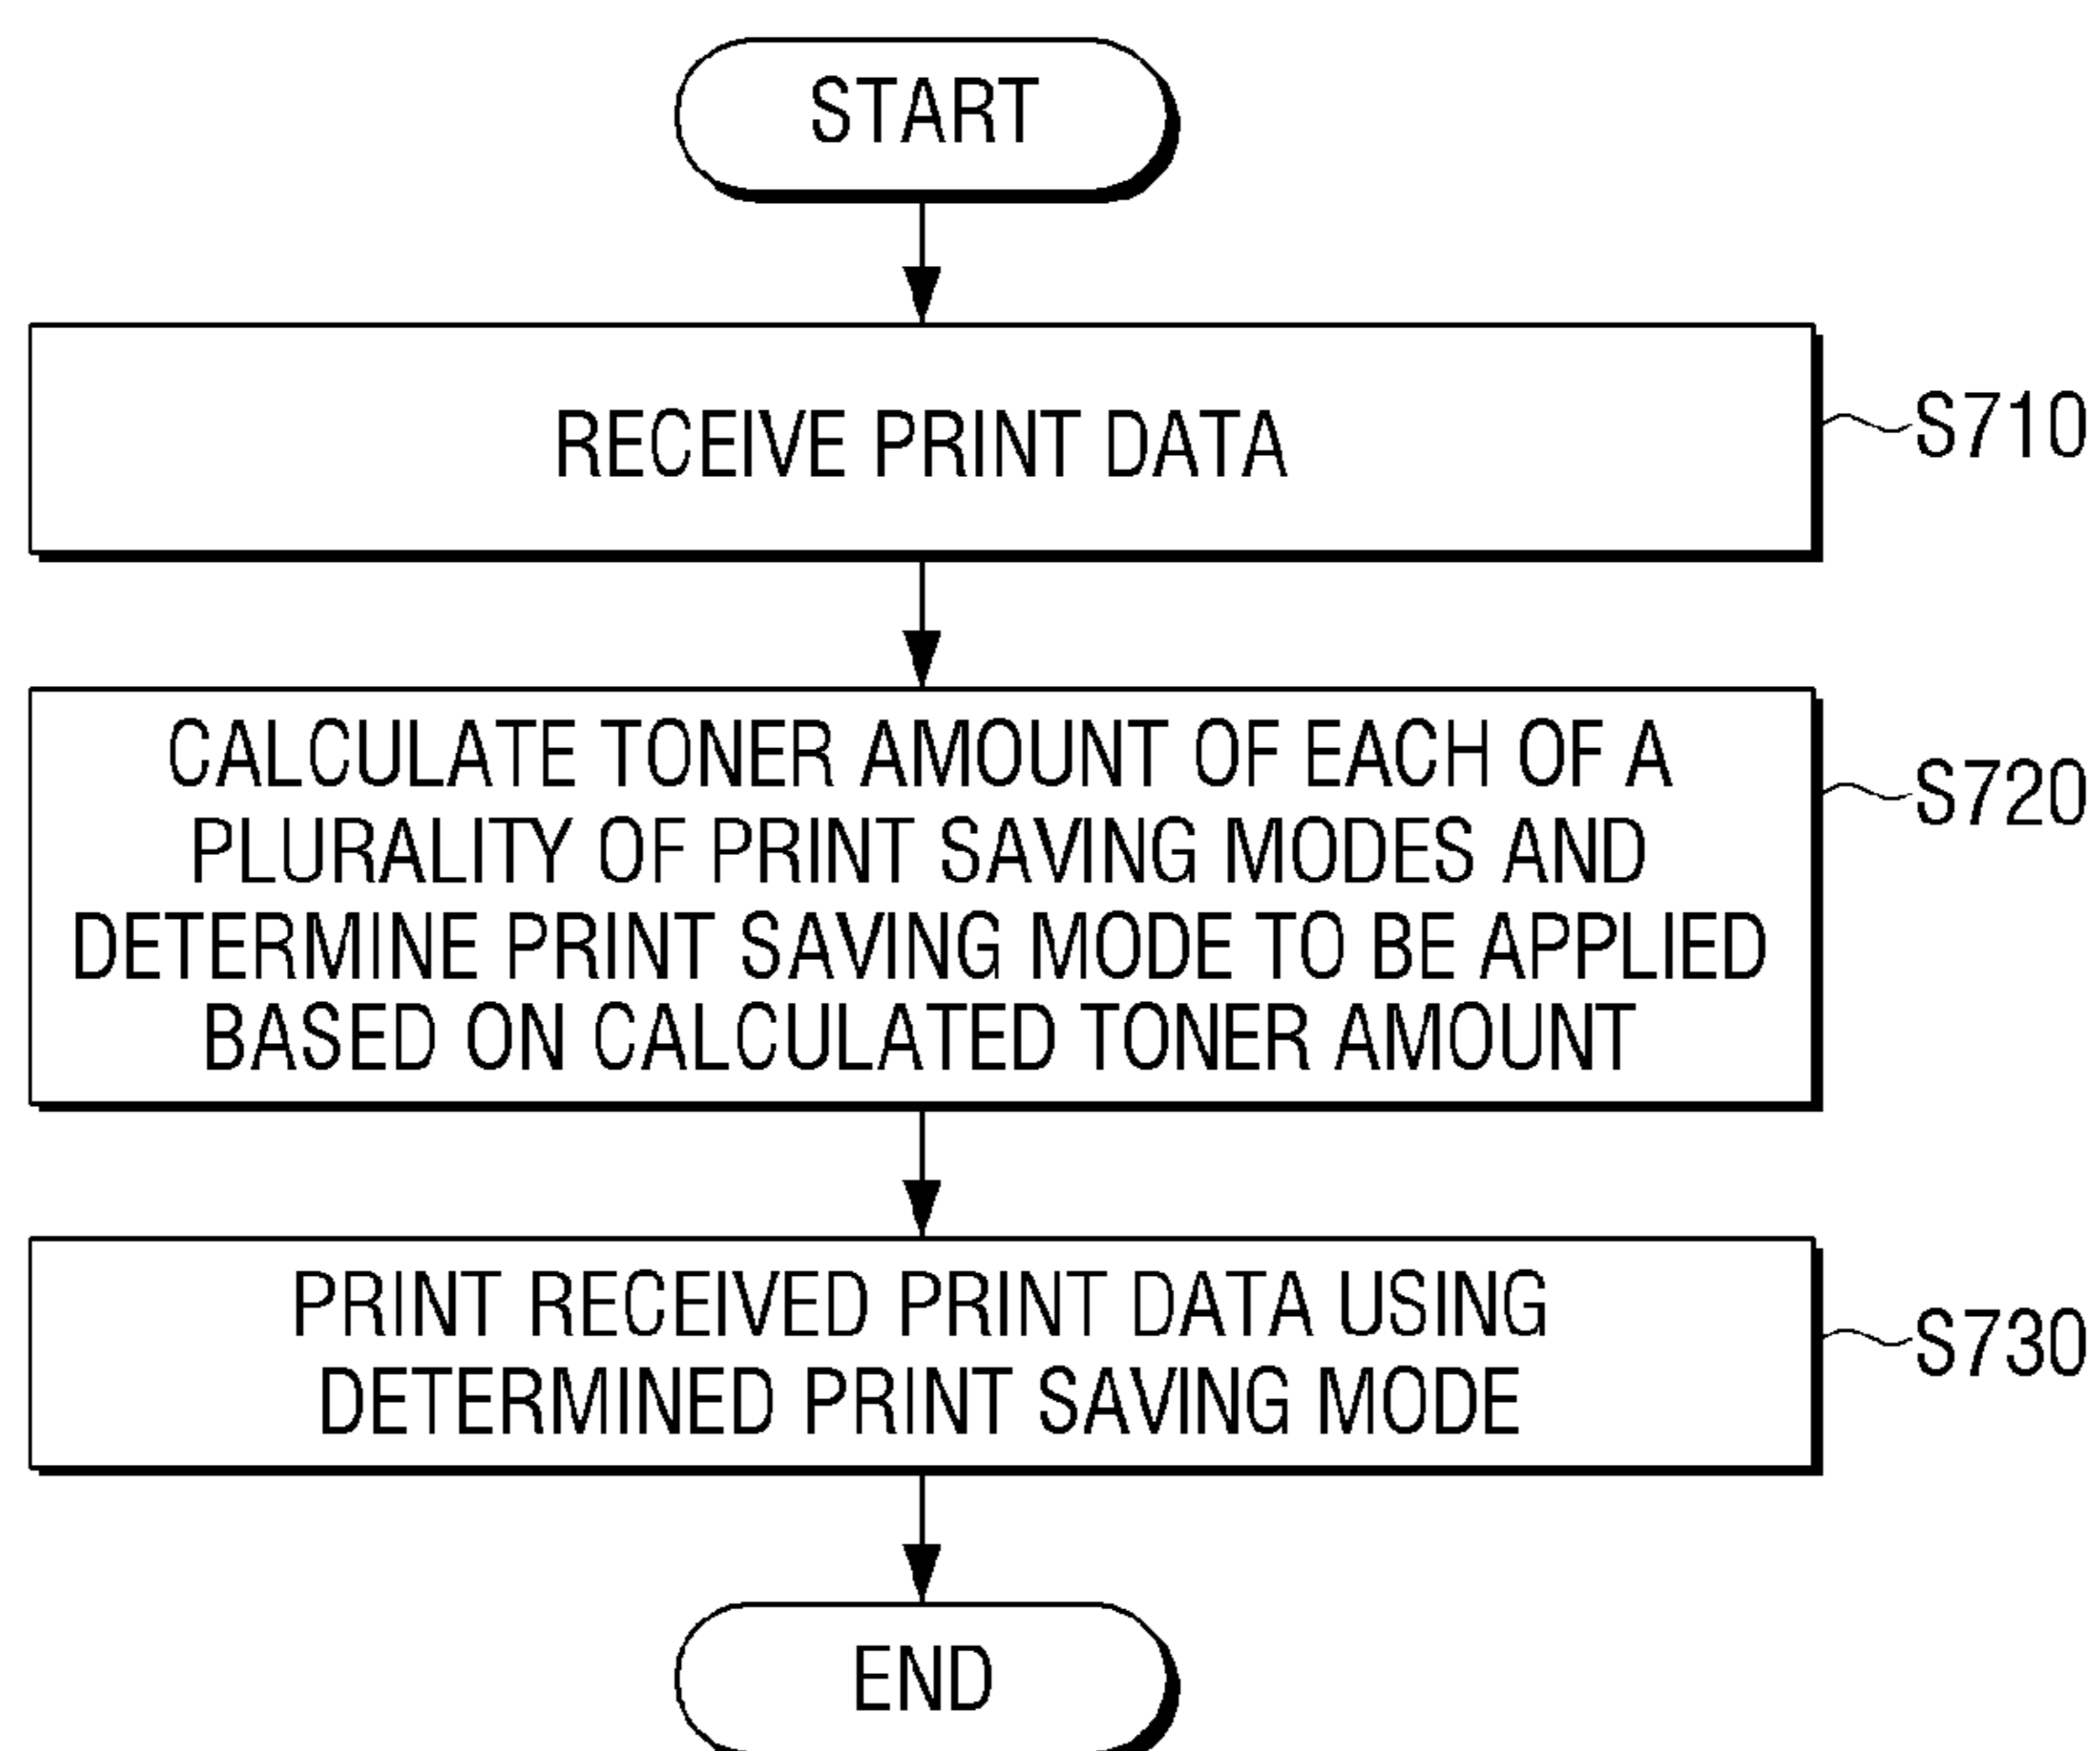 START
RECEIVE PRINT DATA
S710
CALCULATE TONER AMOUNT OF EACH OF A
PLURALITY OF PRINT SAVING MODES AND
DETERMINE PRINT SAVING MODE TO BE APPLIED
BASED ON CALCULATED TONER AMOUNT
S720
PRINT RECEIVED PRINT DATA USING
DETERMINED PRINT SAVING MODE
S730
END